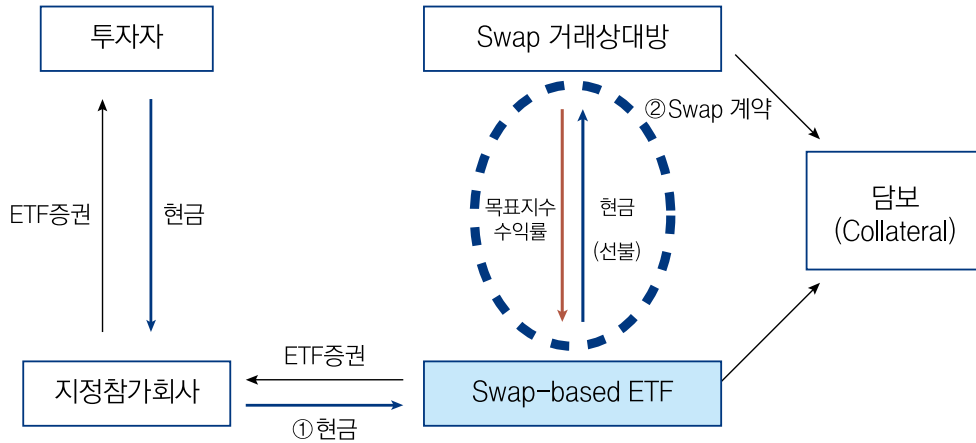 투자자
Swap 거래상대방
②Swap 계약
ETF증권
현금
목표지수
수익률
현금
(선불)
담보
(Collateral)
ETF증권
지정참가회사
Swap-based ETF
①현금